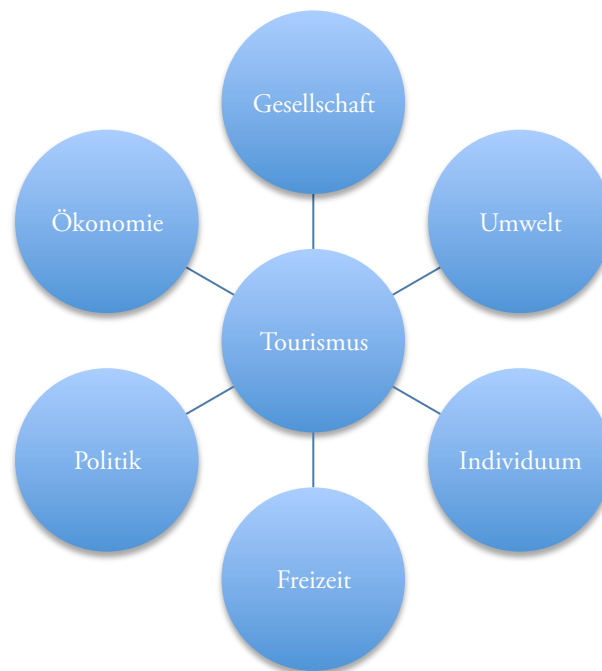 Gesellschaft
Ökonomie
Umwelt
Tourismus
Politik
Individuum
Freizeit